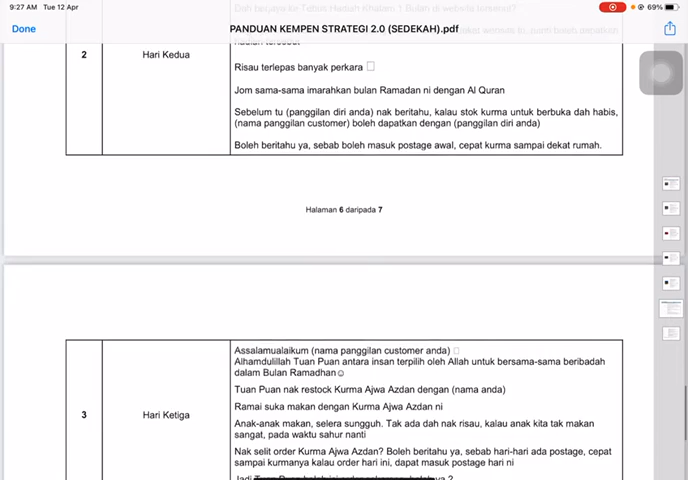 9:27 AM Tue 12 Apr
69%
Done
PANDUAN KEMPEN STRATEGI 2.0 (SEDEKAH).pdf
2
Hari Kedua
Risau terlepas banyak perkara
Jom sama-sama imarahkan bulan Ramadan ni dengan Al Quran
Sebelum tu (panggilan diri anda) nak beritahu, kalau stok kurma untuk berbuka dah habis,
(nama panggilan customer) boleh dapatkan dengan (panggilan diri anda)
Boleh beritahu ya, sebab boleh masuk postage awal, cepat kurma sampai dekat rumah.
Halaman 6 daripada 7
3
Hari Ketiga
Assalamualaikum (nama panggilan customer anda)
Alhamdulillah Tuan Puan antara insan terpilih oleh Allah untuk bersama-sama beribadah
dalam Bulan Ramadhan☺
Tuan Puan nak restock Kurma Ajwa Azdan dengan (nama anda)
Ramai suka makan dengan Kurma Ajwa Azdan ni
Anak-anak makan, selera sungguh. Tak ada dah nak risau, kalau anak kita tak makan
sangat, pada waktu sahur nanti
Nak selit order Kurma Ajwa Azdan? Boleh beritahu ya, sebab hari-hari ada postage, cepat
sampai kurmanya kalau order hari ini, dapat masuk postage hari ni